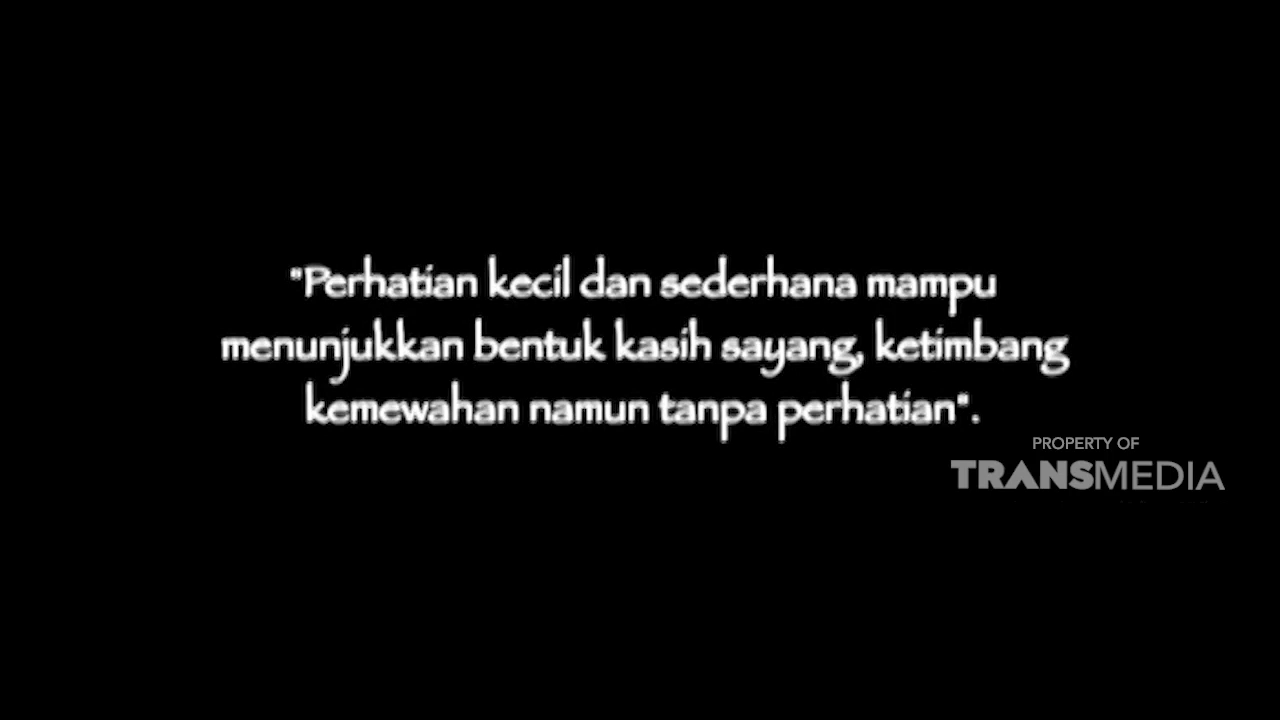 "Perhatian kecil dan sederhana mampu
menunjukkan bentuk kasih sayang, ketimbang
kemewahan namun tanpa perhatian".
PROPERTY OF
TRANSMEDIA